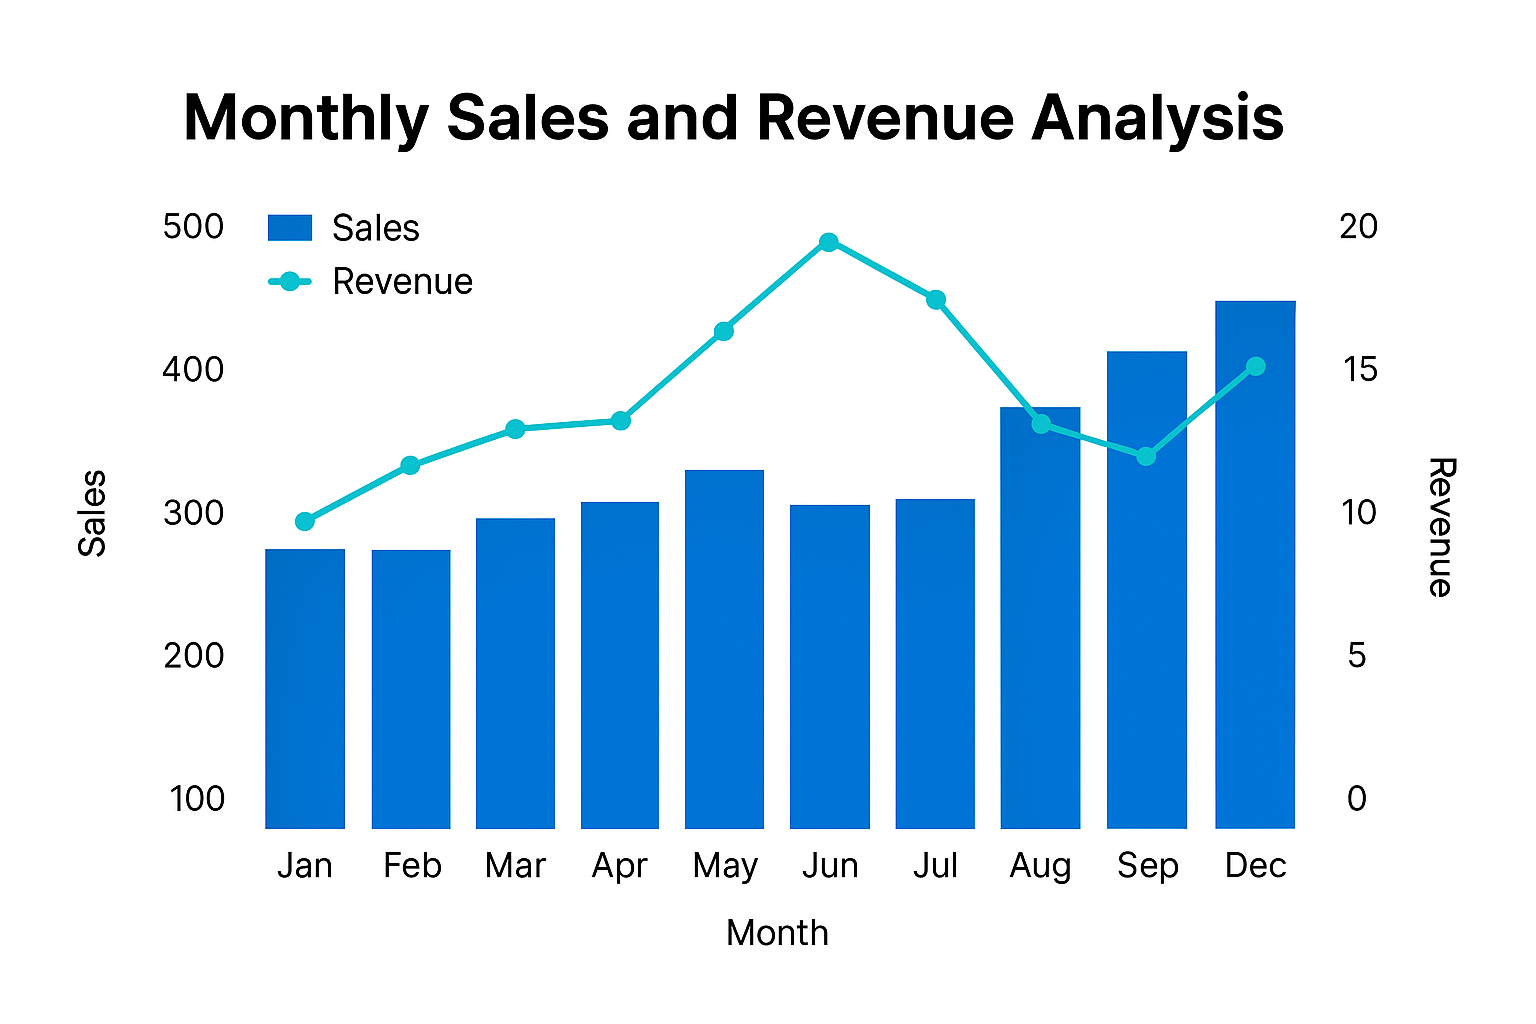 Monthly Sales and Revenue Analysis
500
Sales
20
Revenue
400
15
Sales
300
10
Revenue
200
5
100
0
Jan Feb Mar Apr May Jun Jul Aug Sep Dec
Month